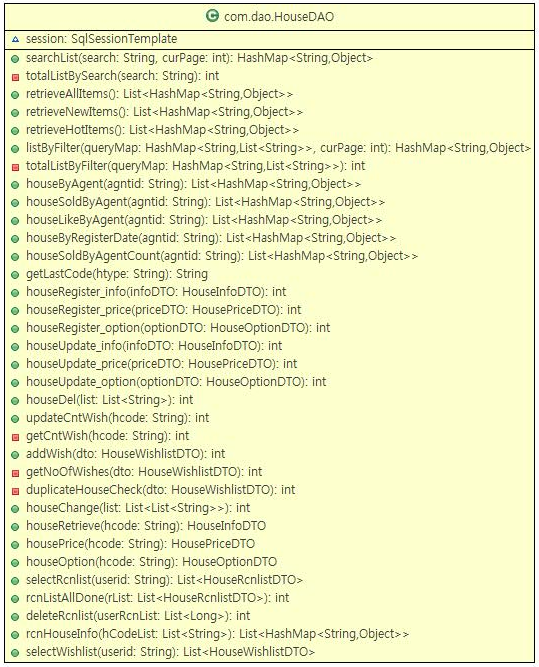 C com.dao.HouseDAO
session: SqlSessionTemplate
searchList(search: String, curPage: int): HashMap<String,Object>
totalListBySearch(search: String): int
retrieveAllItems(): List<HashMap<String,Object>>
retrieveNewItems(): List<HashMap<String,Object>>
retrieveHotItems(): List<HashMap<String,Object>>
listByFilter(queryMap: HashMap<String,List<String>>, curPage: int): HashMap<String,Object>
totalListByFilter(queryMap: HashMap<String,List<String>>): int
houseByAgent(agntid: String): List<HashMap<String,Object>>
houseSoldByAgent(agntid: String): List<HashMap<String,Object>>
houseLikeByAgent(agntid: String): List<HashMap<String,Object>>
houseByRegisterDate(agntid: String): List<HashMap<String,Object>>
houseSoldByAgentCount(agntid: String): List<HashMap<String,Object>>
getLastCode(htype: String): String
houseRegister_info(infoDTO: HouseInfoDTO): int
houseRegister_price(priceDTO: HousePriceDTO): int
houseRegister_option(optionDTO: HouseOptionDTO): int
houseUpdate_info(infoDTO: HouseInfoDTO): int
houseUpdate_price(priceDTO: HousePriceDTO): int
houseUpdate_option(optionDTO: HouseOptionDTO): int
houseDel(list: List<String>): int
updateCntWish(hcode: String): int
getCntWish(hcode: String): int
addWish(dto: HouseWishlistDTO): int
getNoOfWishes(dto: HouseWishlistDTO): int
duplicateHouseCheck(dto: HouseWishlistDTO): int
houseChange(list: List<List<String>>): int
houseRetrieve(hcode: String): HouseInfoDTO
housePrice(hcode: String): HousePriceDTO
houseOption(hcode: String): HouseOptionDTO
selectRcnlist(userid: String): List<HouseRcnlistDTO>
rcnListAllDone(rList: List<HouseRcnlistDTO>): int
deleteRcnlist(userRcnList: List<Long>): int
rcnHouseInfo(hCodeList: List<String>): List<HashMap<String,Object>>
selectWishlist(userid: String): List<HouseWishlistDTO>